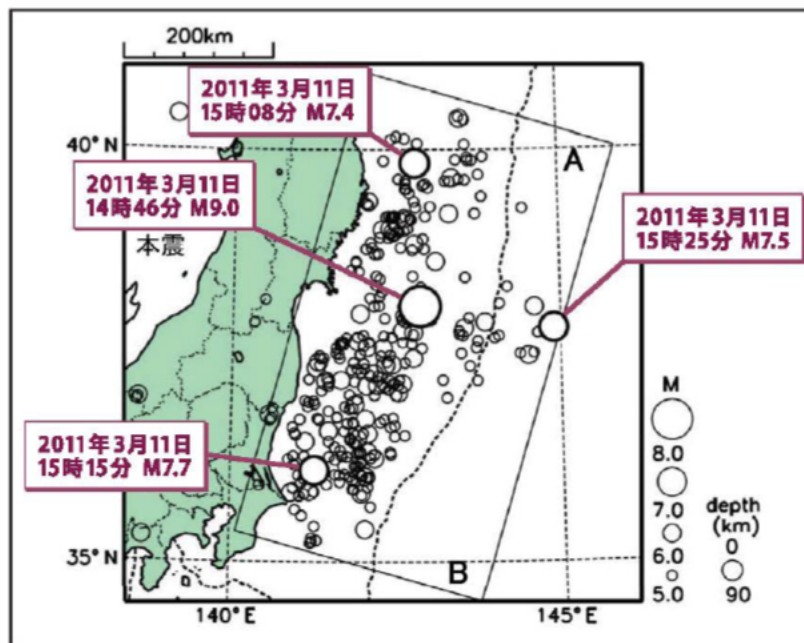 200km
2011年3月11日
15時08分 M7.4
40°N
A
2011年3月11日
14時46分 M9.0
本震
2011年3月11日
15時25分 M7.5
2011年3月11日
15時15分 M7.7
M
8.0
7.0
6.0
5.0
depth
(km)
0
90
35°N
B
140°E
145°E